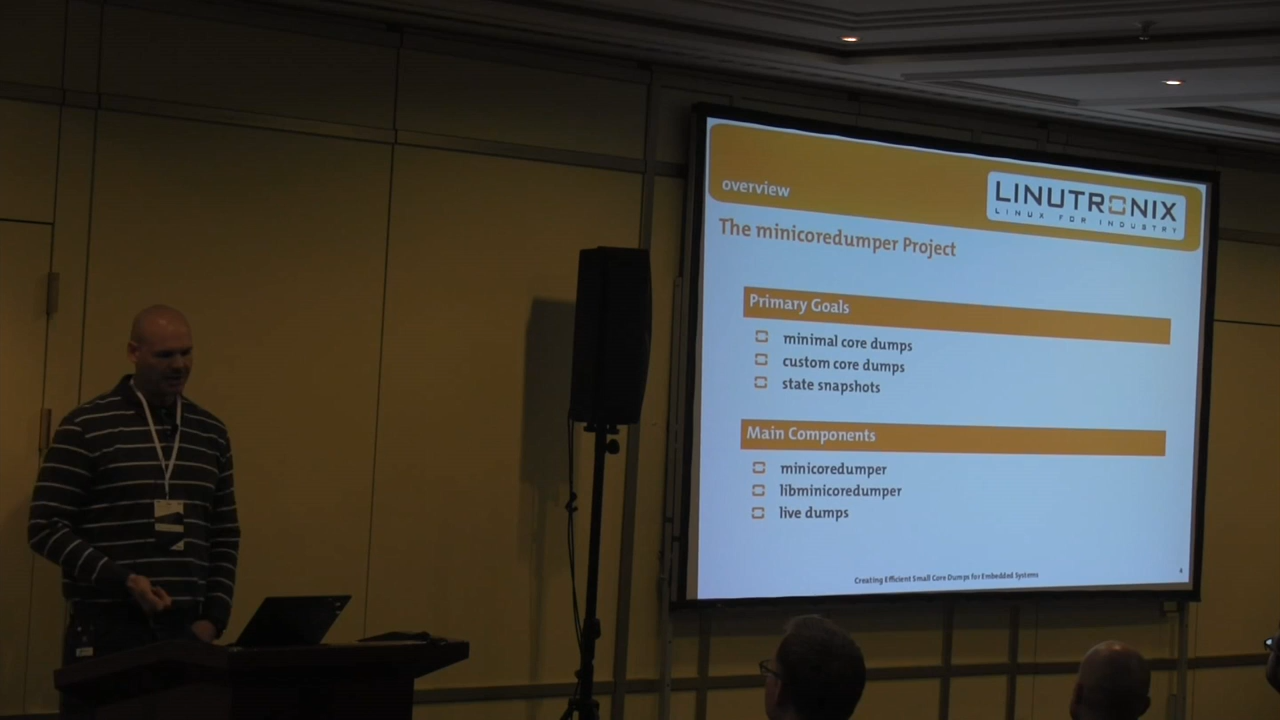 overview
LINUTRONIX
LINUX FOR INDUSTRY
The minicoredumper Project
Primary Goals
minimal core dumps
custom core dumps
state snapshots
Main Components
minicoredumper
libminicoredumper
live dumps
Creating Efficient Small Core Dumps for Embedded Systems